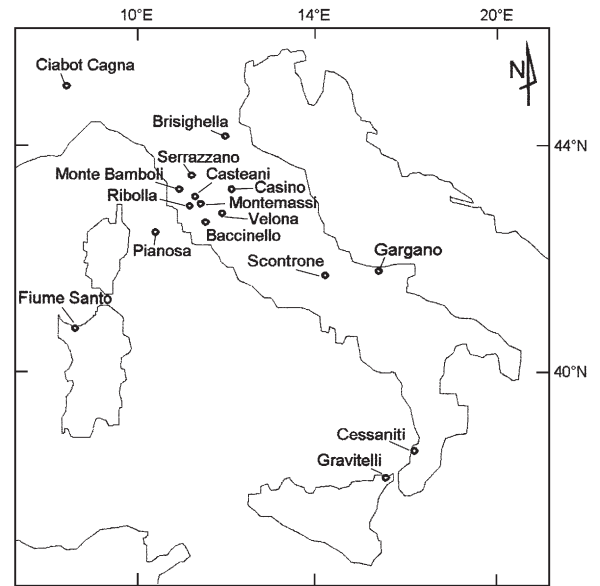 10°E 14°E 20°E
Ciabot Cagna
N
Brisighella
44°N
Serrazzano
Monte Bamboli Casteani
Casino
Ribolla Montemassi
Velona
Baccinello
Pianosa
Gargano
Scontrone
Fiume Santo
40°N
Cessaniti
Gravitelli